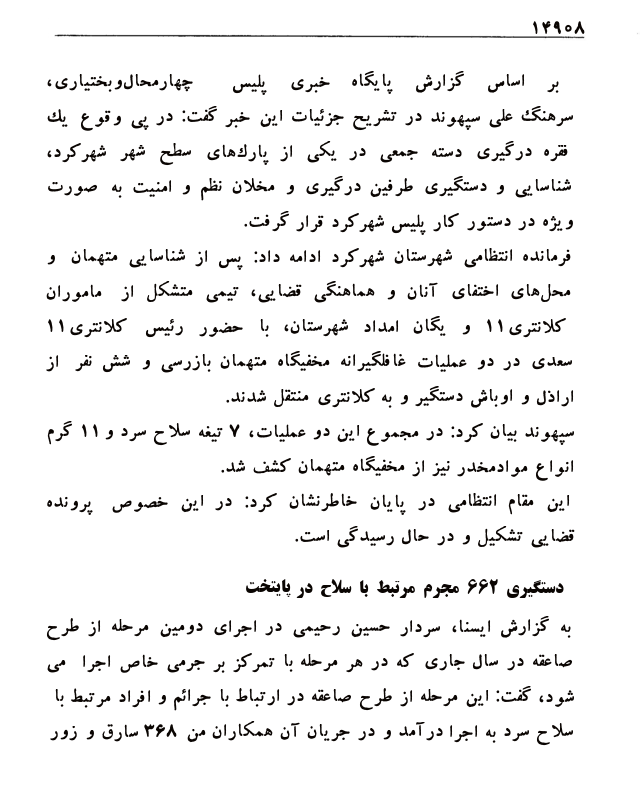 ۱۴۹۰۸
بر اساس گزارش پایگاه خبری پلیس چهارمحال‌وبختیاری،
سرهنگ علی سپهوند در تشریح جزئیات این خبر گفت: در پی وقوع یك
فقره درگیری دسته جمعی در یکی از پارك‌های سطح شهر شهرکرد،
شناسایی و دستگیری طرفین درگیری و مخلان نظم و امنیت به صورت
ویژه در دستور کار پلیس شهرکرد قرار گرفت.
فرمانده انتظامی شهرستان شهرکرد ادامه داد: پس از شناسایی متهمان و
محل‌های اختفای آنان و هماهنگی قضایی، تیمی متشکل از ماموران
کلانتری۱۱ و یگان امداد شهرستان، با حضور رئیس کلانتری۱۱
سعدی در دو عملیات غافلگیرانه مخفیگاه متهمان بازرسی و شش نفر از
اراذل و اوباش دستگیر و به کلانتری منتقل شدند.
سپهوند بیان کرد: در مجموع این دو عملیات، ۷ تیغه سلاح سرد و ۱۱ گرم
انواع موادمخدر نیز از مخفیگاه متهمان کشف شد.
این مقام انتظامی در پایان خاطرنشان کرد: در این خصوص پرونده
قضایی تشکیل و در حال رسیدگی است.
دستگیری ۶۶۲ مجرم مرتبط با سلاح در پایتخت
به گزارش ایسنا، سردار حسین رحیمی در اجرای دومین مرحله از طرح
صاعقه در سال جاری که در هر مرحله با تمرکز بر جرمی خاص اجرا می
شود، گفت: این مرحله از طرح صاعقه در ارتباط با جرائم و افراد مرتبط با
سلاح سرد به اجرا درآمد و در جریان آن همکاران من ۳۶۸ سارق و زور